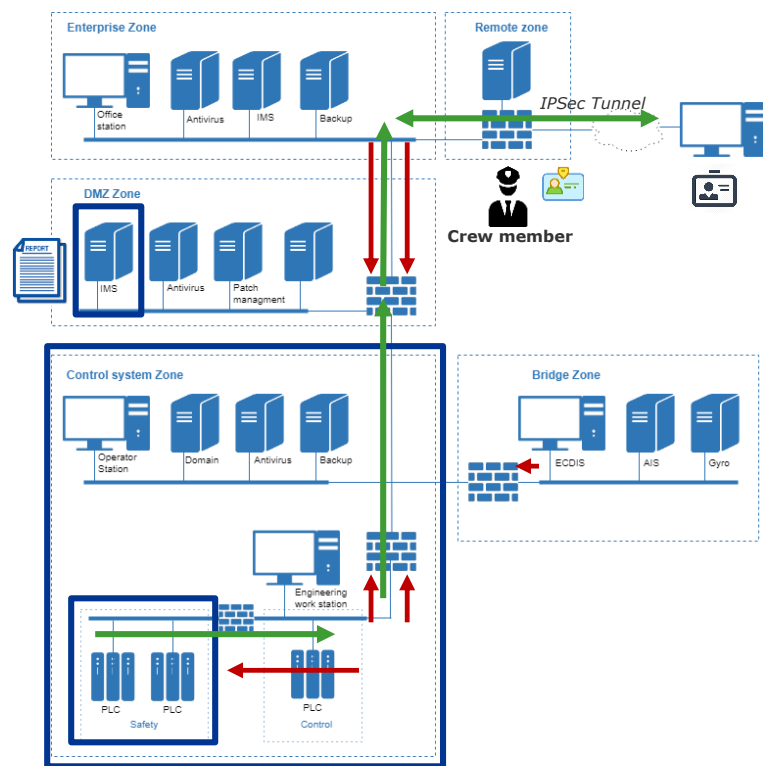 Enterprise Zone
Remote zone
Office
station
Antivirus
IMS
Backup
IPSec Tunnel
DMZ Zone
Crew member
REPORT
IMS
Antivirus
Patch
managment
Control system Zone
Bridge Zone
Operator
Station
Domain
Antivirus
Backup
ECDIS
AIS
Gyro
Engineering
work station
PLC
PLC
PLC
Safety
Control